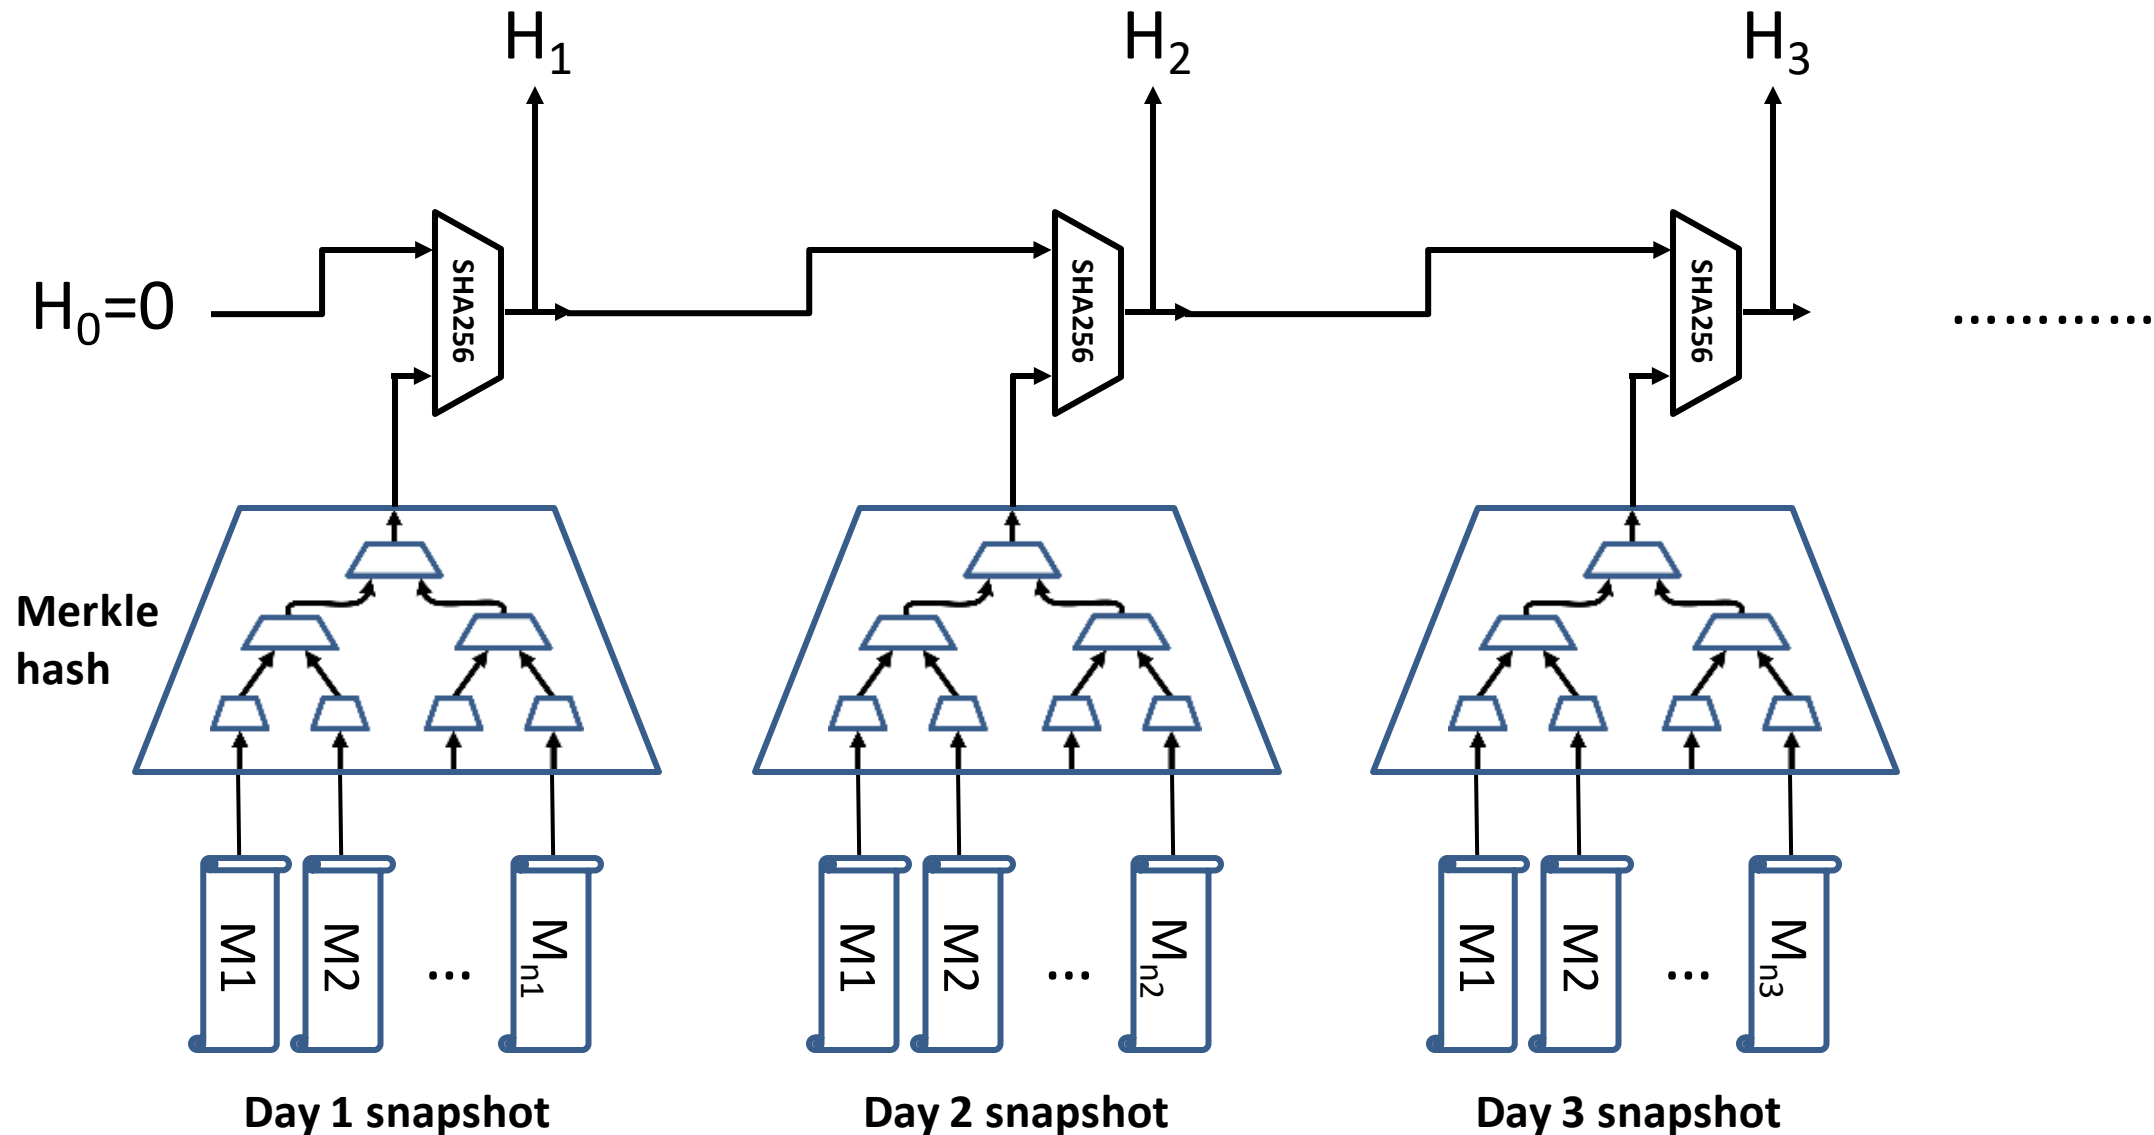 H₁ H₂ H₃
H₀=0
SHA256 SHA256 SHA256
............
Merkle
hash
M1 M2 ... Mₙ₁
M1 M2 ... Mₙ₂
M1 M2 ... Mₙ₃
Day 1 snapshot
Day 2 snapshot
Day 3 snapshot